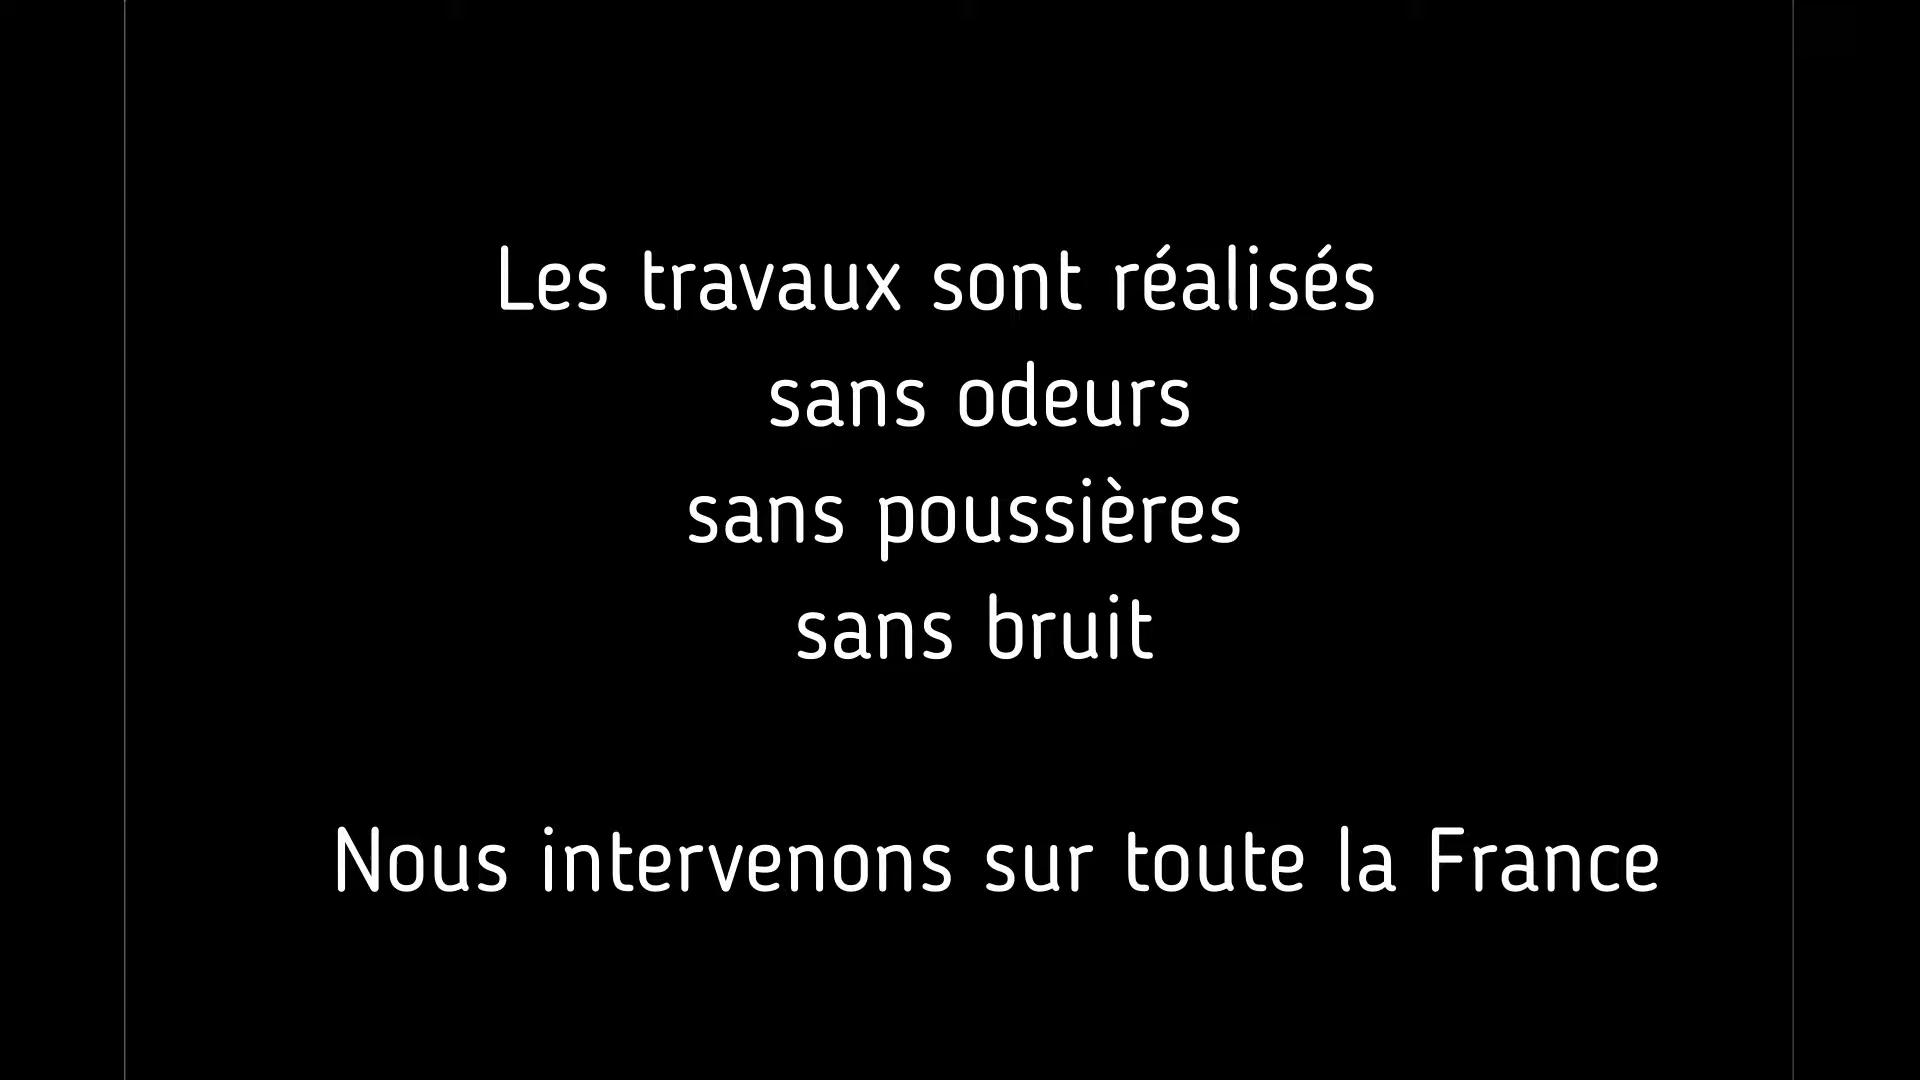 Les travaux sont réalisés
sans odeurs
sans poussières
sans bruit
Nous intervenons sur toute la France